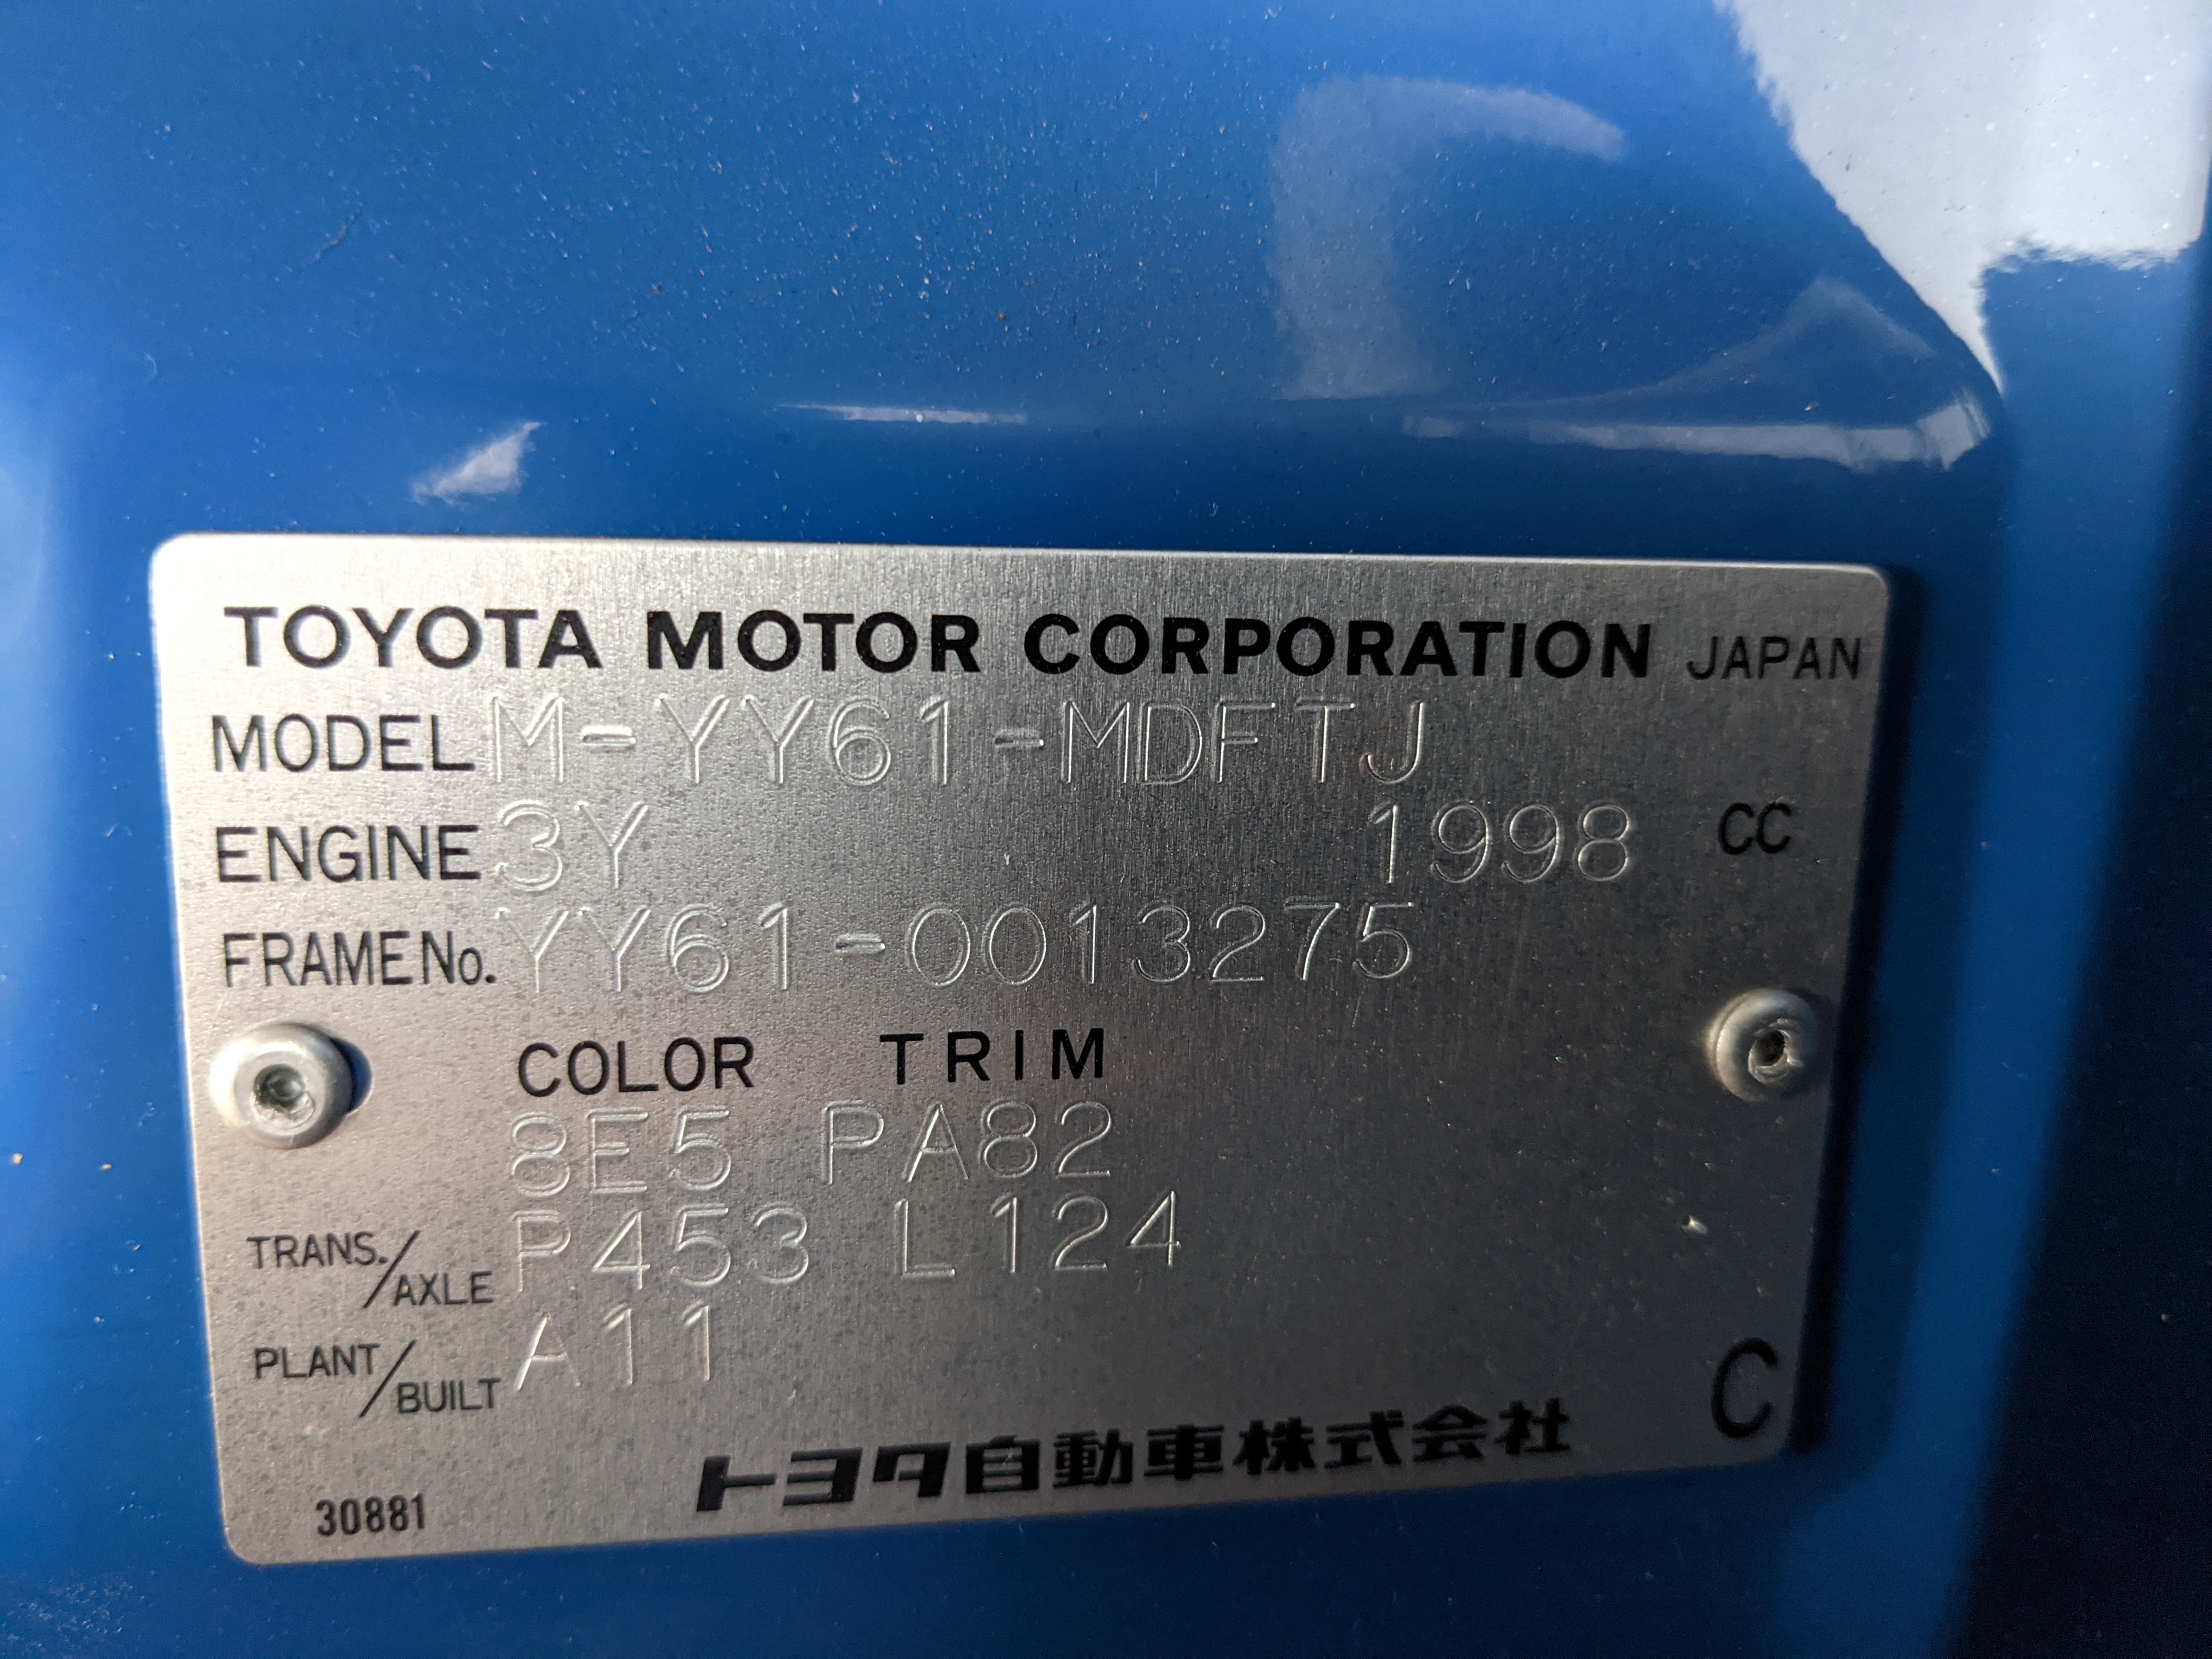 TOYOTA MOTOR CORPORATION JAPAN
MODEL M-YY61-MDFTJ
ENGINE 3Y 1998 CC
FRAME No. YY61-0013275
COLOR TRIM
8E5 PA82
TRANS./AXLE P453 L124
PLANT/BUILT A11
C
トヨタ自動車株式会社
30881